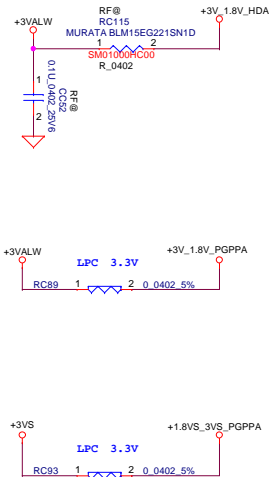 RF@
+3VALW
RC115
+3V_1.8V_HDA
MURATA BLM15EG221SN1D
1 2
SM01000HC00
R_0402
1
2
0.1U_0402_25V6
CC52
RF@
+3VALW
+3V_1.8V_PGPPA
LPC 3.3V
RC89 1 2 0_0402_5%
+3VS
+1.8VS_3VS_PGPPA
LPC 3.3V
RC93 1 2 0_0402_5%